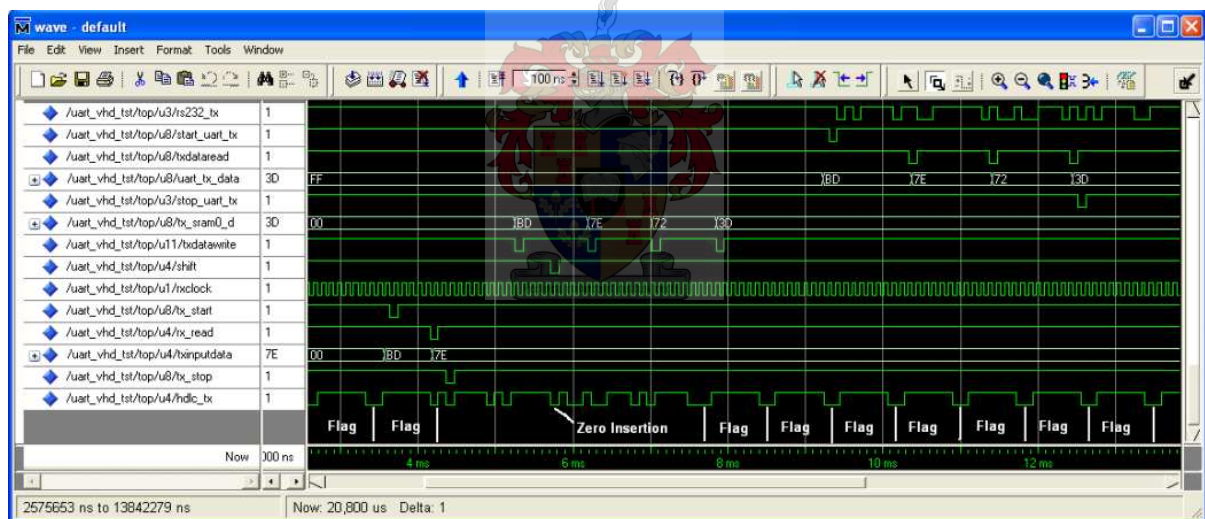 wave - default
File Edit View Insert Format Tools Window
100 ns
/uart_vhd_tst/top/u3/rs232_tx 1
/uart_vhd_tst/top/u8/start_uart_tx 1
/uart_vhd_tst/top/u8/txdataread 1
/uart_vhd_tst/top/u8/uart_tx_data 3D FF BD 7E 72 3D
/uart_vhd_tst/top/u3/stop_uart_tx 1
/uart_vhd_tst/top/u8/tx_sram0_d 3D 00 BD 7E 72 3D
/uart_vhd_tst/top/u11/txdatawrite 1
/uart_vhd_tst/top/u4/shift 1
/uart_vhd_tst/top/u1/rxclock 1
/uart_vhd_tst/top/u8/tx_start 1
/uart_vhd_tst/top/u4/rx_read 1
/uart_vhd_tst/top/u4/txinputdata 7E 00 BD 7E
/uart_vhd_tst/top/u8/tx_stop 1
/uart_vhd_tst/top/u4/hdlc_tx 1
Flag Flag Zero Insertion Flag Flag Flag Flag Flag Flag Flag
Now 000 ns 4 ms 6 ms 8 ms 10 ms 12 ms
2575653 ns to 13842279 ns Now: 20,800 us Delta: 1